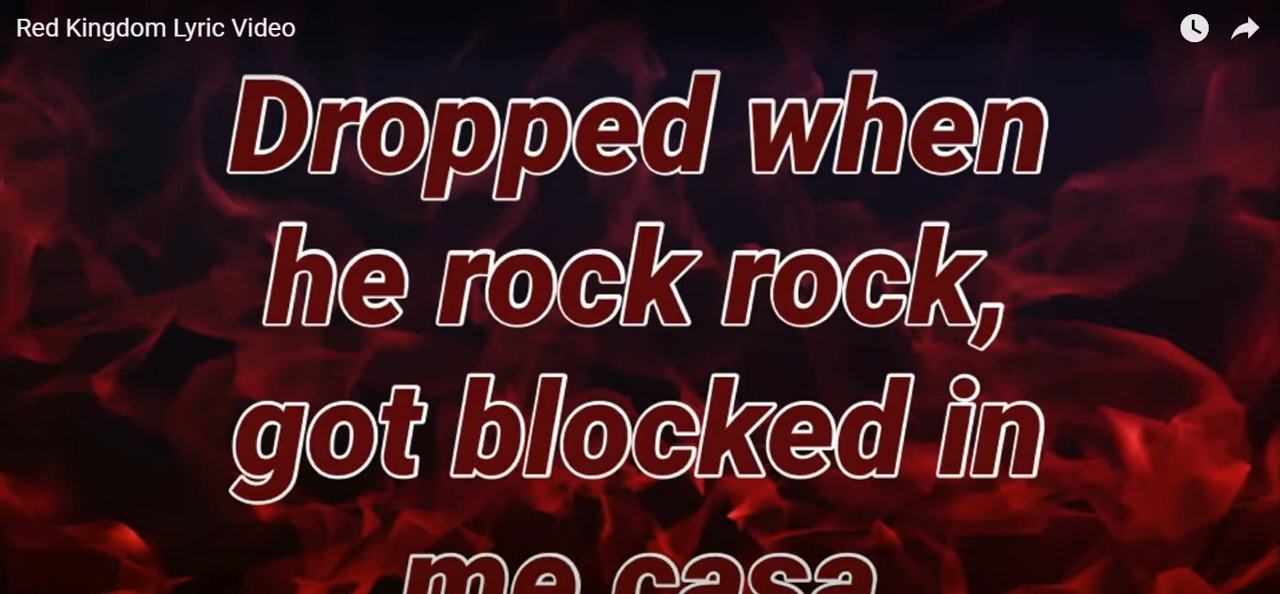 Red Kingdom Lyric Video
Dropped when
he rock rock,
got blocked in
me casa